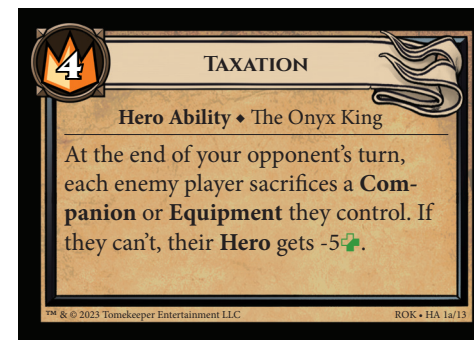 4
TAXATION
Hero Ability ◆ The Onyx King
At the end of your opponent's turn,
each enemy player sacrifices a Com-
panion or Equipment they control. If
they can't, their Hero gets -5
™ & © 2023 Tomekeeper Entertainment LLC
ROK • HA 1a/13